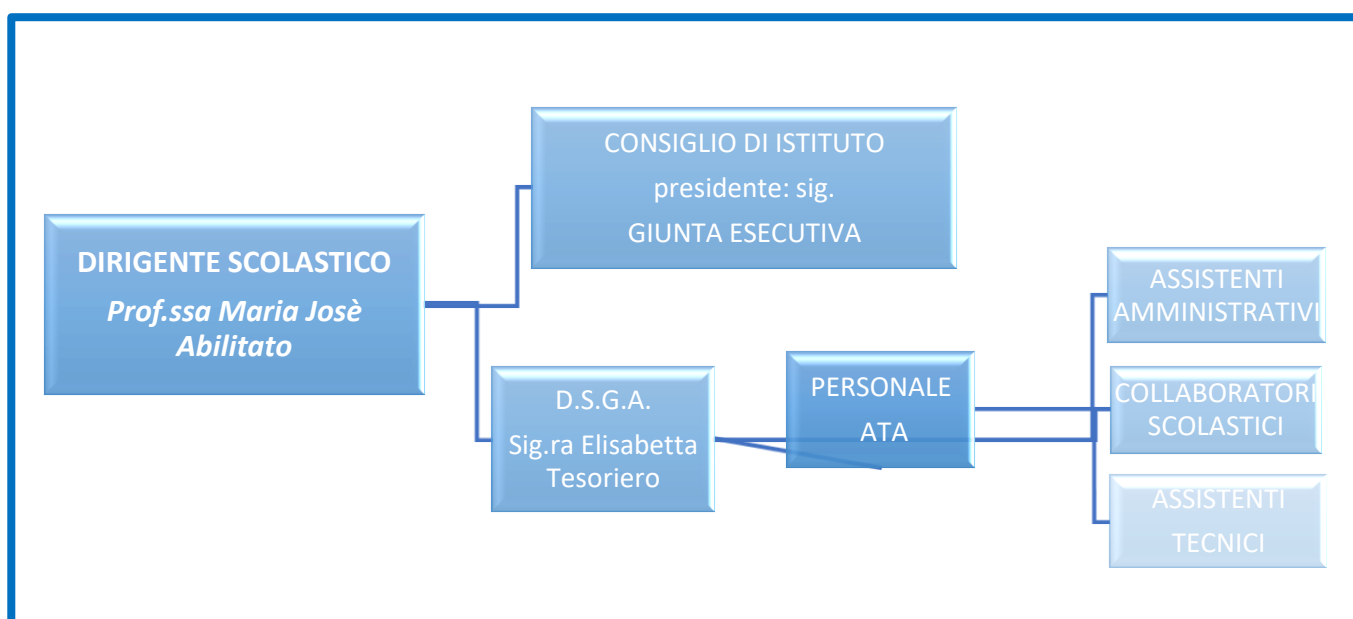 DIRIGENTE SCOLASTICO
Prof.ssa Maria Josè
Abilitato
CONSIGLIO DI ISTITUTO
presidente: sig.
GIUNTA ESECUTIVA
D.S.G.A.
Sig.ra Elisabetta
Tesoriero
PERSONALE
ATA
ASSISTENTI
AMMINISTRATIVI
COLLABORATORI
SCOLASTICI
ASSISTENTI
TECNICI